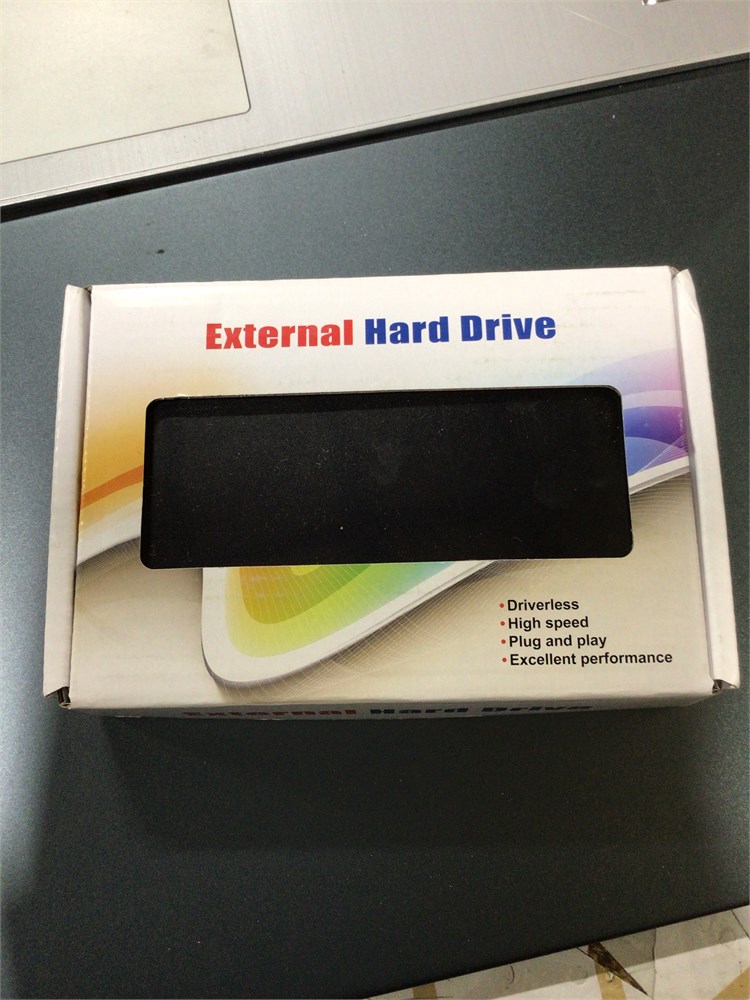 External Hard Drive
• Driverless
• High speed
• Plug and play
• Excellent performance
External Hard Drive